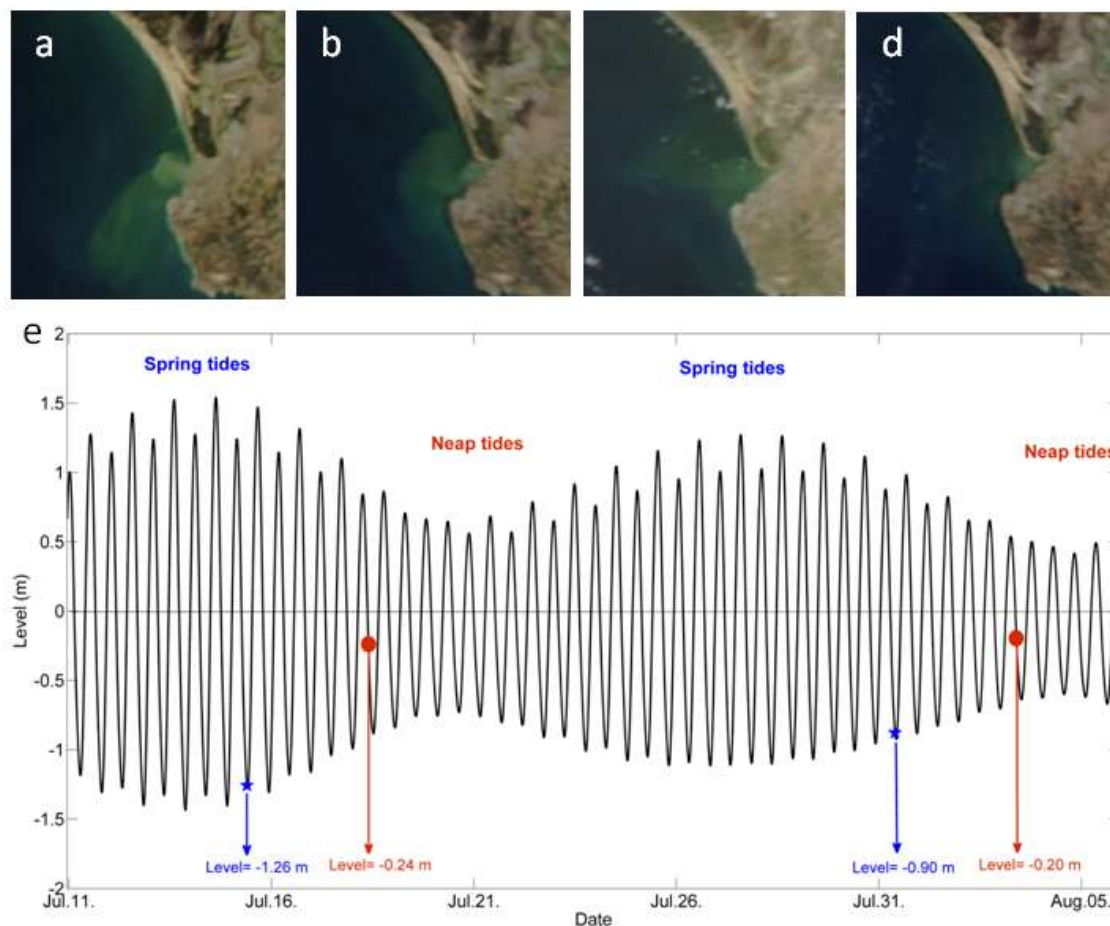 a b d
e
2
1.5
1
0.5
0
-0.5
-1
-1.5
-2
Level (m)
Spring tides
Spring tides
Neap tides
Neap tides
Level= -1.26 m
Level= -0.24 m
Level= -0.90 m
Level= -0.20 m
Jul.11. Jul.16. Jul.21. Jul.26. Jul.31. Aug.05.
Date